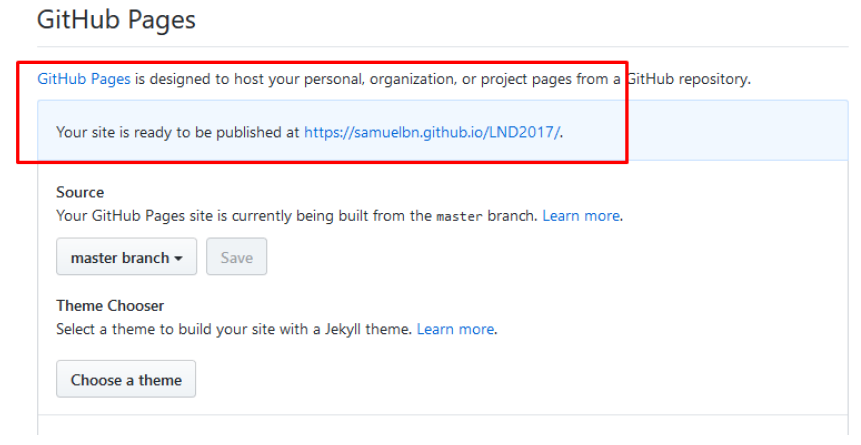 GitHub Pages
GitHub Pages is designed to host your personal, organization, or project pages from a GitHub repository.
Your site is ready to be published at https://samuelbn.github.io/LND2017/.
Source
Your GitHub Pages site is currently being built from the master branch. Learn more.
master branch
Save
Theme Chooser
Select a theme to build your site with a Jekyll theme. Learn more.
Choose a theme